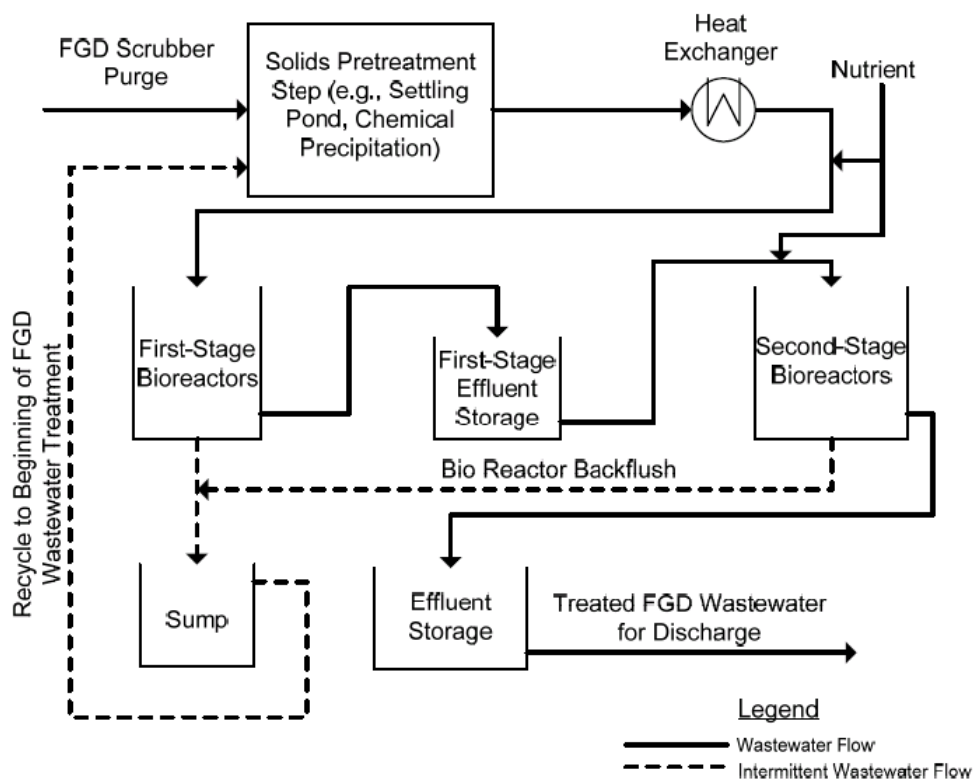 FGD Scrubber
Purge
Solids Pretreatment
Step (e.g., Settling
Pond, Chemical
Precipitation)
Heat
Exchanger
Nutrient
First-Stage
Bioreactors
First-Stage
Effluent
Storage
Second-Stage
Bioreactors
Bio Reactor Backflush
Recycle to Beginning of FGD
Wastewater Treatment
Sump
Effluent
Storage
Treated FGD Wastewater
for Discharge
Legend
Wastewater Flow
Intermittent Wastewater Flow